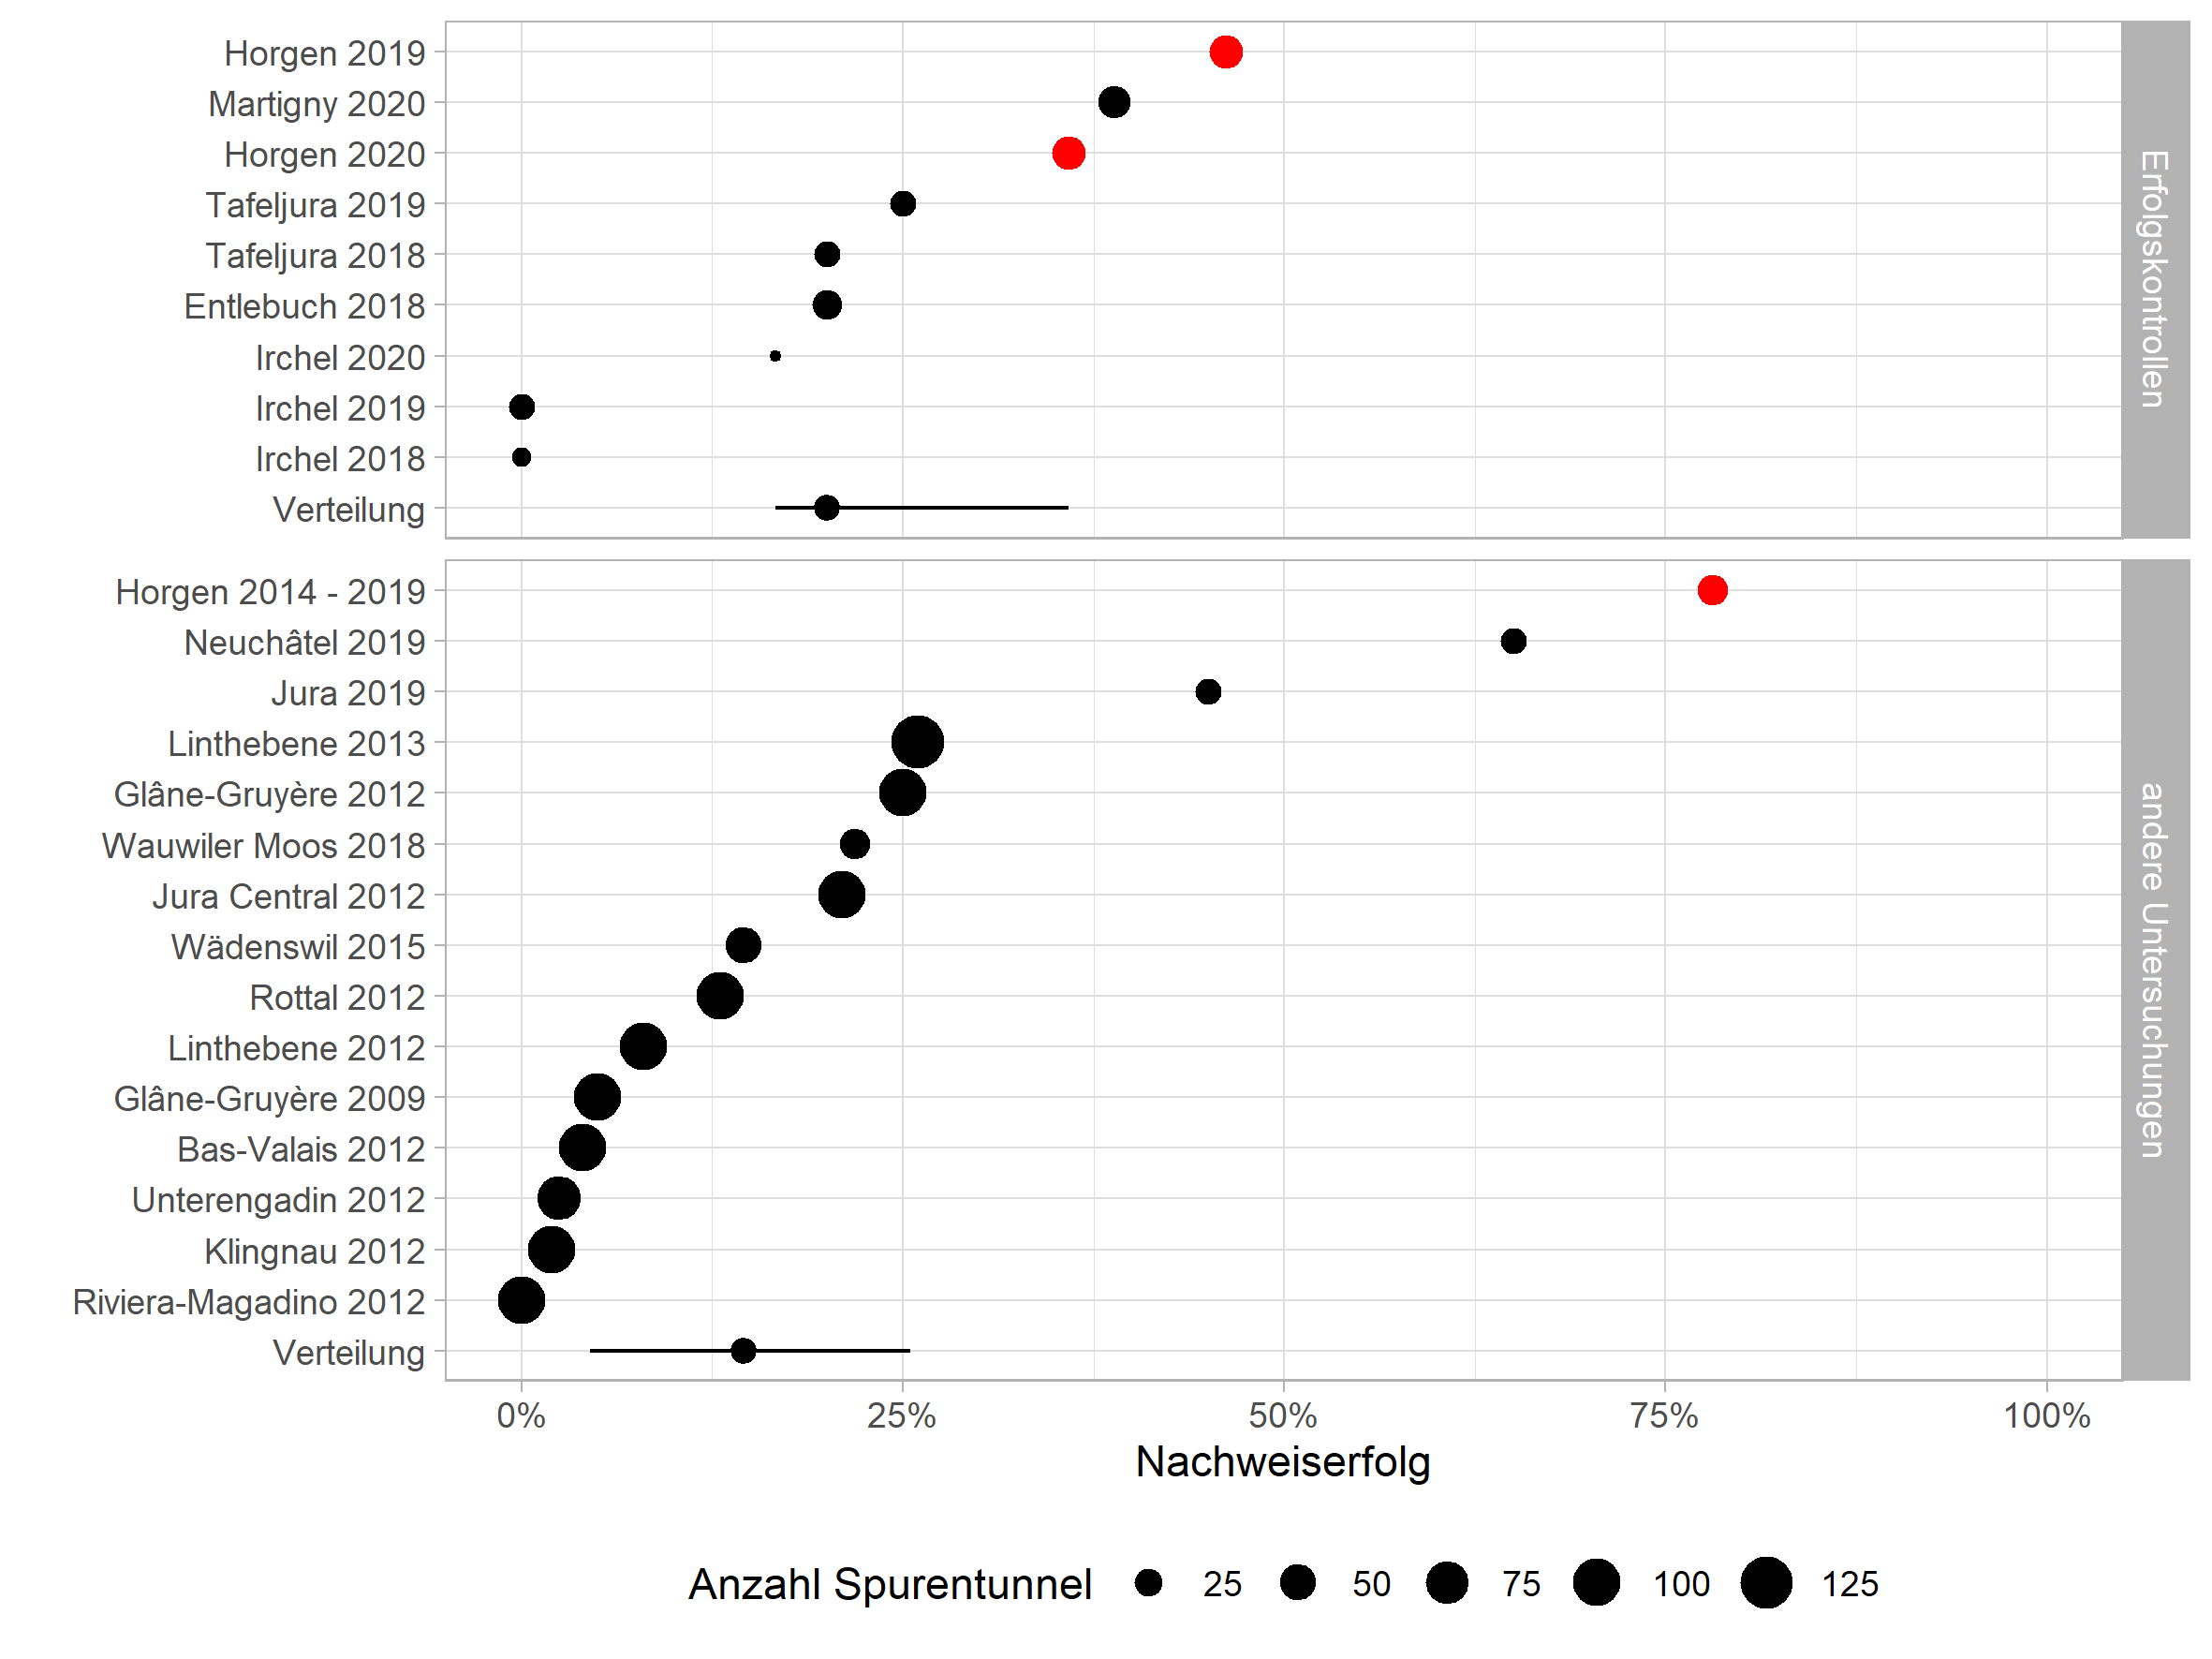 Horgen 2019
Martigny 2020
Horgen 2020
Tafeljura 2019
Tafeljura 2018
Entlebuch 2018
Irchel 2020
Irchel 2019
Irchel 2018
Verteilung
Erfolgskontrollen
Horgen 2014 - 2019
Neuchâtel 2019
Jura 2019
Linthebene 2013
Glâne-Gruyère 2012
Wauwiler Moos 2018
Jura Central 2012
Wädenswil 2015
Rottal 2012
Linthebene 2012
Glâne-Gruyère 2009
Bas-Valais 2012
Unterengadin 2012
Klingnau 2012
Riviera-Magadino 2012
Verteilung
andere Untersuchungen
0% 25% 50% 75% 100%
Nachweiserfolg
Anzahl Spurentunnel 25 50 75 100 125